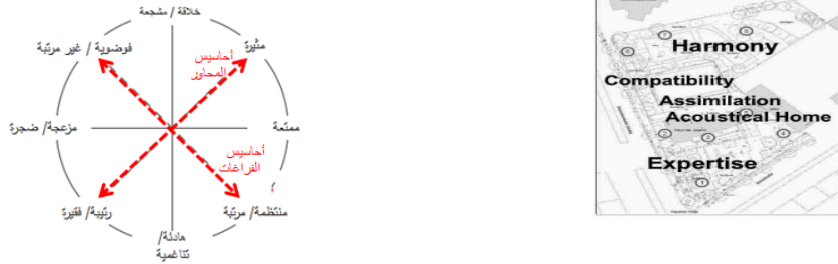 خلاقة / مشجعة
فوضوية / غير مرتبة
مثيرة
أحاسيس
المحاور
مزعجة/ ضجرة
ممتعة
أحاسيس
الفراغات
رتيبة/ فقيرة
منتظمة/ مرتبة
هادئة/
تناغمية
Harmony
Compatibility
Assimilation
Acoustical Home
Expertise